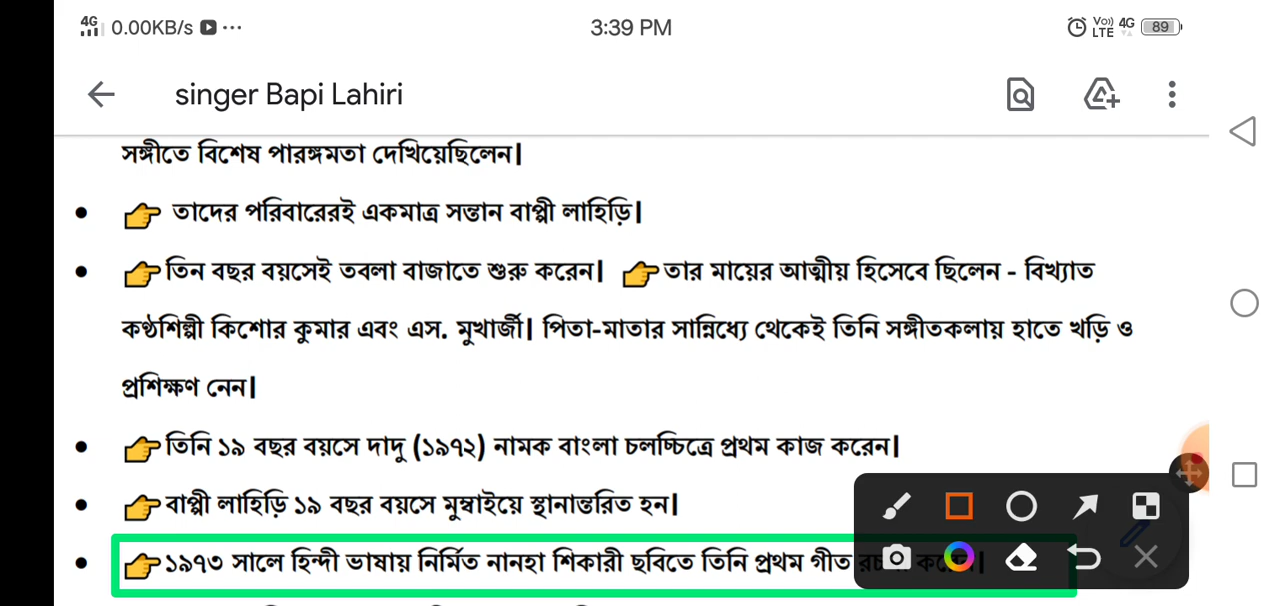 4G 0.00KB/s ... 3:39 PM Vo) LTE 4G 89
singer Bapi Lahiri
সঙ্গীতে বিশেষ পারঙ্গমতা দেখিয়েছিলেন|
• 👉 তাদের পরিবারেরই একমাত্র সন্তান বাপ্পী লাহিড়ি|
• 👉তিন বছর বয়সেই তবলা বাজাতে শুরু করেন| 👉তার মায়ের আত্মীয় হিসেবে ছিলেন - বিখ্যাত
কণ্ঠশিল্পী কিশোর কুমার এবং এস. মুখার্জী| পিতা-মাতার সান্নিধ্যে থেকেই তিনি সঙ্গীতকলায় হাতে খড়ি ও
প্রশিক্ষণ নেন|
• 👉তিনি ১৯ বছর বয়সে দাদু (১৯৭২) নামক বাংলা চলচ্চিত্রে প্রথম কাজ করেন|
• 👉বাপ্পী লাহিড়ি ১৯ বছর বয়সে মুম্বাইয়ে স্থানান্তরিত হন|
• 👉১৯৭৩ সালে হিন্দী ভাষায় নির্মিত নানহা শিকারী ছবিতে তিনি প্রথম গীত রচনা করেন|